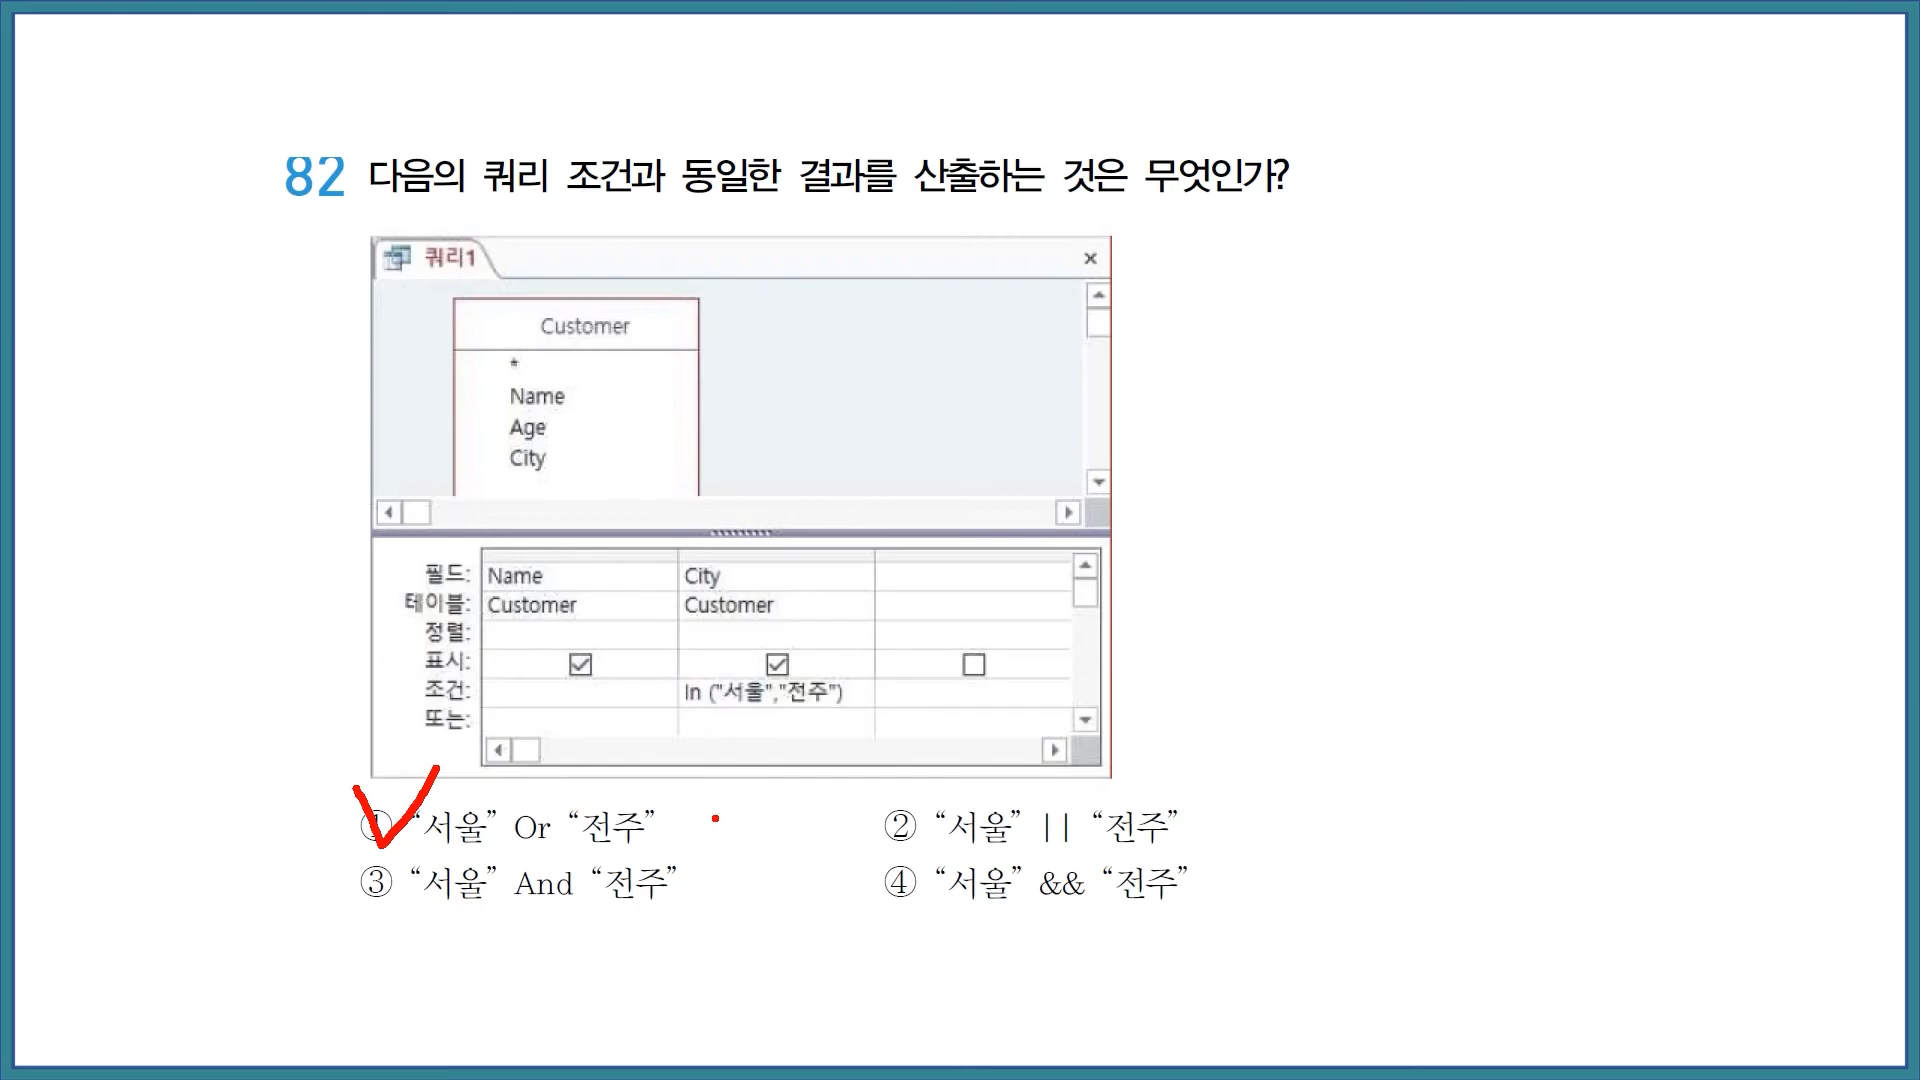 82 다음의 쿼리 조건과 동일한 결과를 산출하는 것은 무엇인가?
쿼리1
Customer
*
Name
Age
City
필드: Name City
테이블: Customer Customer
정렬:
표시:
조건: In ("서울","전주")
또는:
① “서울” Or “전주” ② “서울” || “전주”
③ “서울” And “전주” ④ “서울” && “전주”